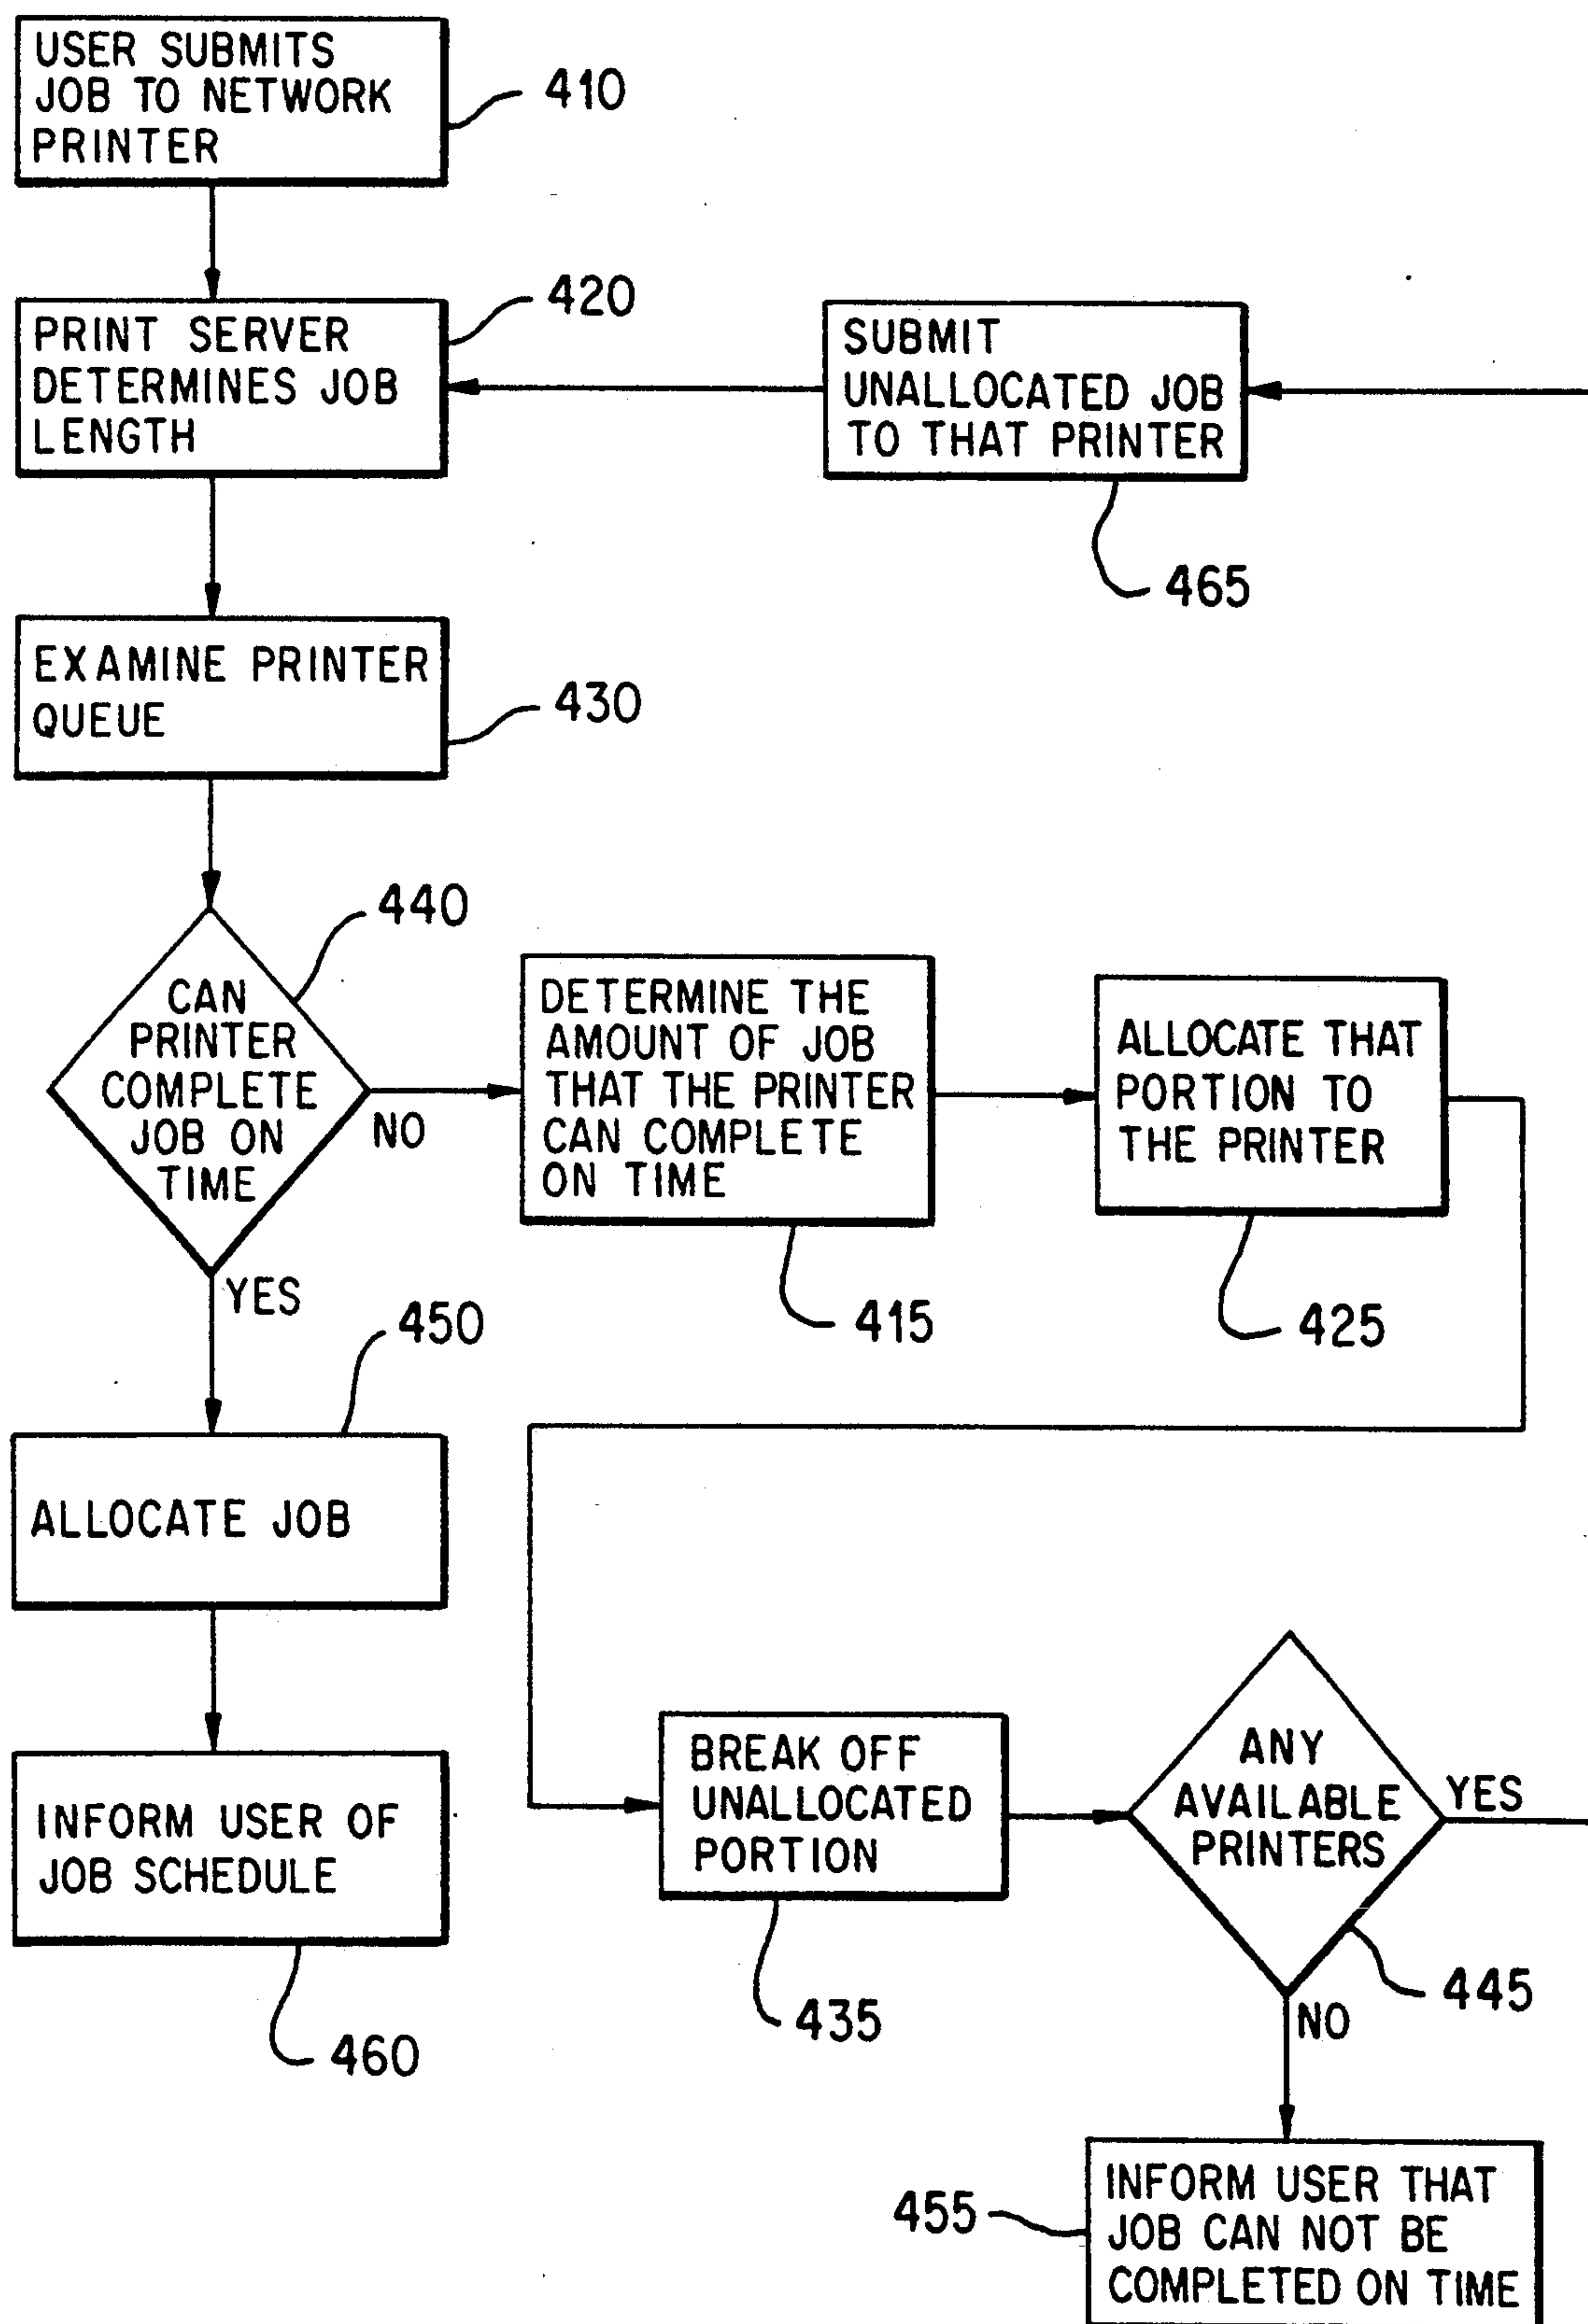 USER SUBMITS
JOB TO NETWORK
PRINTER
410
PRINT SERVER
DETERMINES JOB
LENGTH
420
SUBMIT
UNALLOCATED JOB
TO THAT PRINTER
465
EXAMINE PRINTER
QUEUE
430
CAN
PRINTER
COMPLETE
JOB ON
TIME
440
NO
YES
DETERMINE THE
AMOUNT OF JOB
THAT THE PRINTER
CAN COMPLETE
ON TIME
415
ALLOCATE THAT
PORTION TO
THE PRINTER
425
450
ALLOCATE JOB
INFORM USER OF
JOB SCHEDULE
460
BREAK OFF
UNALLOCATED
PORTION
435
ANY
AVAILABLE
PRINTERS
YES
445
NO
455
INFORM USER THAT
JOB CAN NOT BE
COMPLETED ON TIME